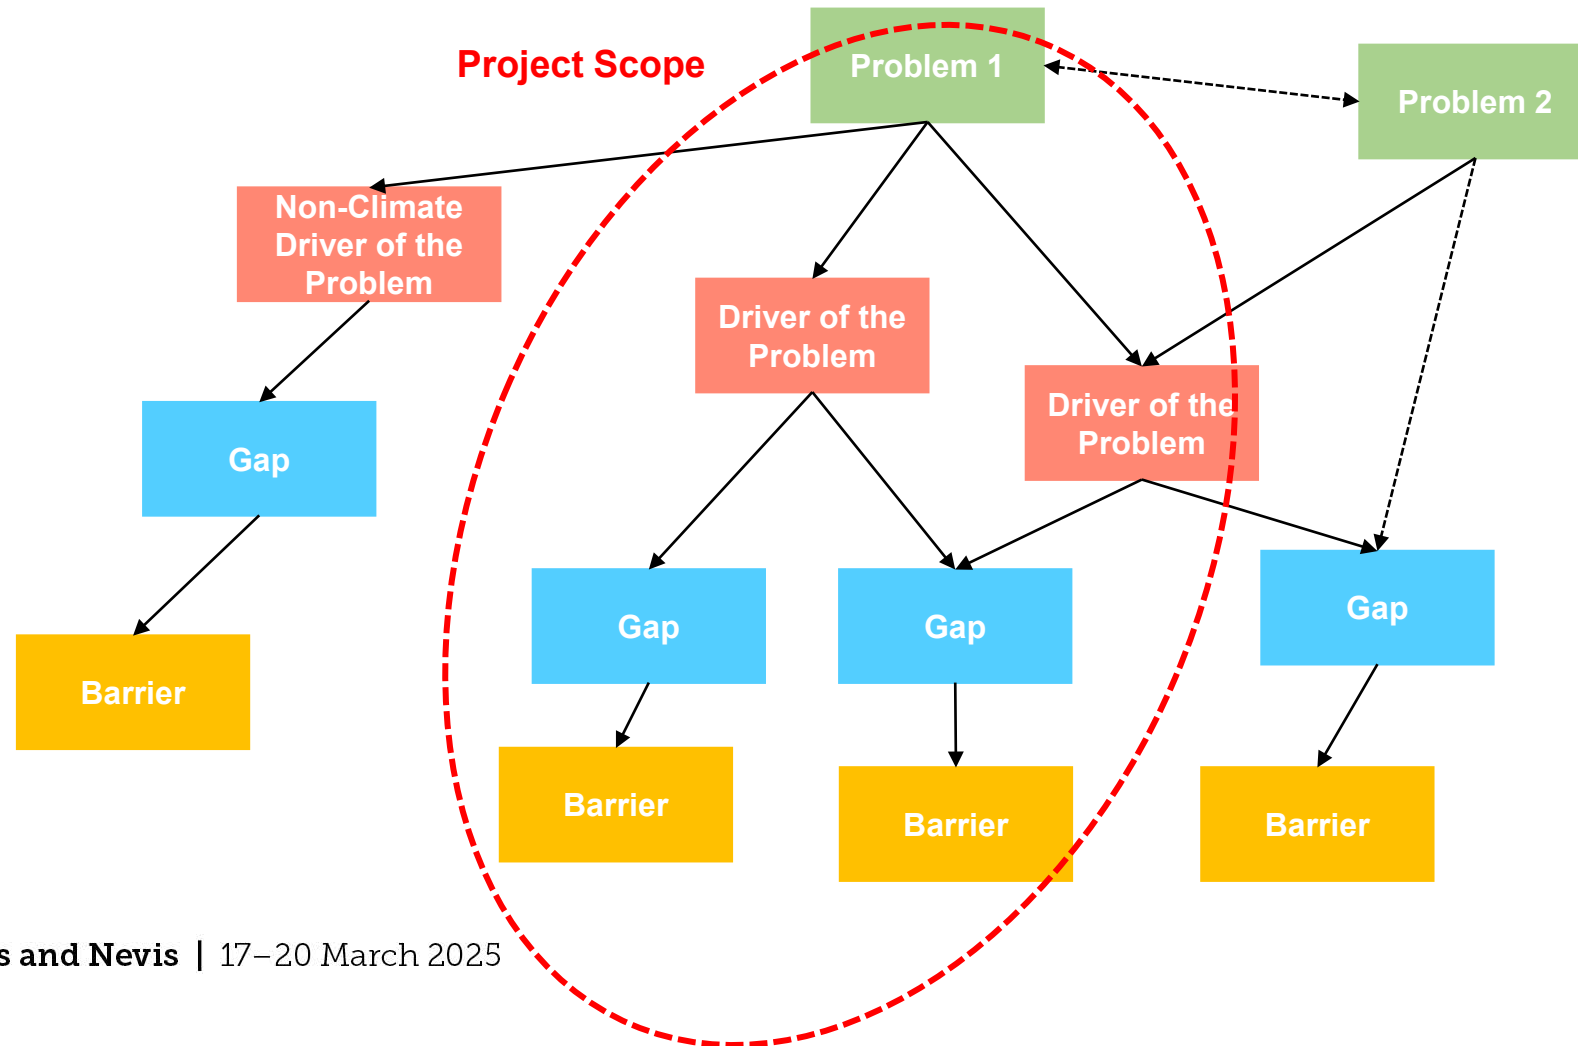 Project Scope
Problem 1
Problem 2
Non-Climate
Driver of the
Problem
Driver of the
Problem
Driver of the
Problem
Gap
Gap
Gap
Gap
Barrier
Barrier
Barrier
Barrier
s and Nevis | 17–20 March 2025